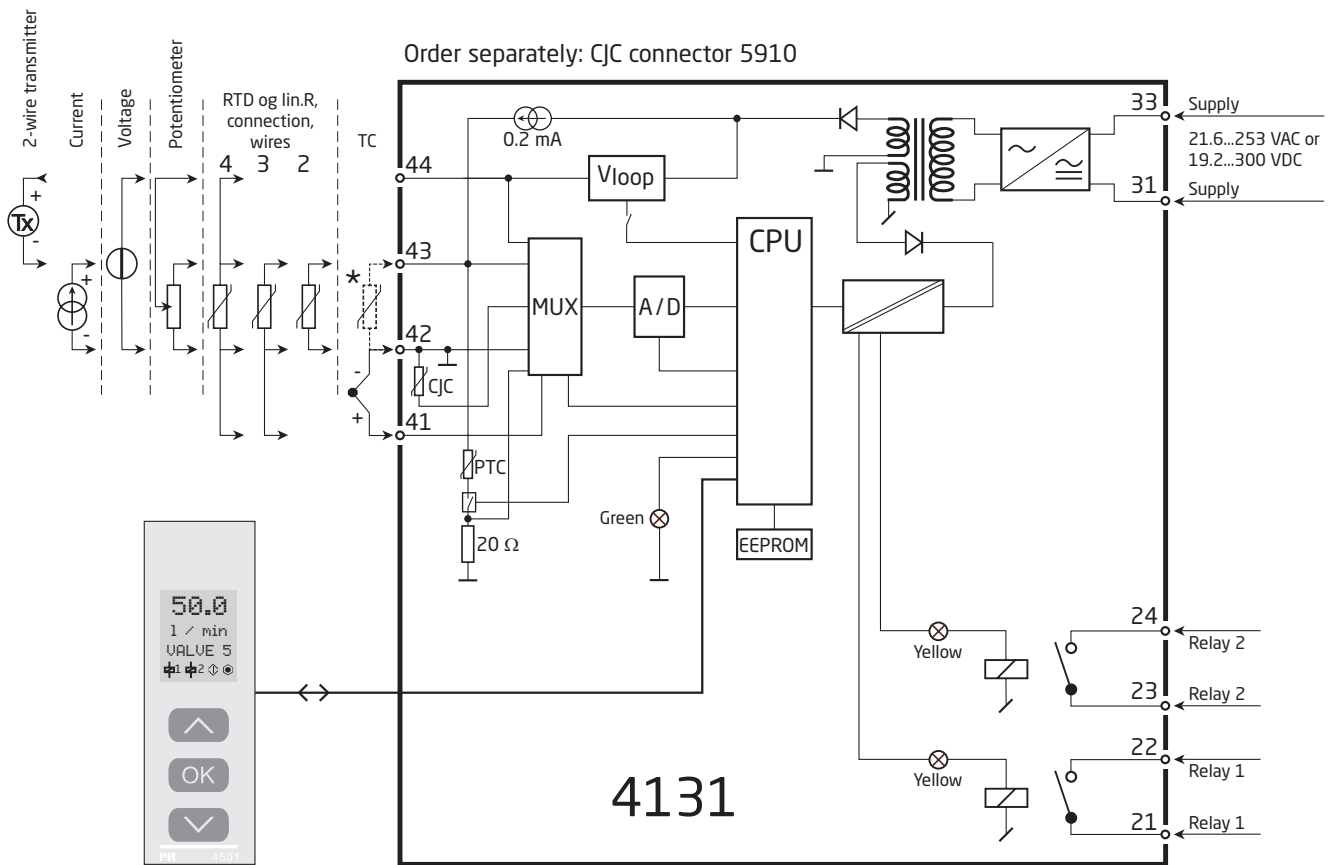 Order separately: CJC connector 5910
2-wire transmitter
Current
Voltage
Potentiometer
RTD og lin.R,
connection,
wires
4 3 2
TC
+
Tx
-
+
-
*
-
+
44
43
42
41
0.2 mA
Vloop
MUX
A/D
CPU
CJC
PTC
20 Ω
Green
EEPROM
33
Supply
21.6...253 VAC or
19.2...300 VDC
31
Supply
24
Relay 2
23
Relay 2
22
Relay 1
21
Relay 1
Yellow
Yellow
4131
50.0
l / min
VALVE 5
1 2
OK
PR 4501